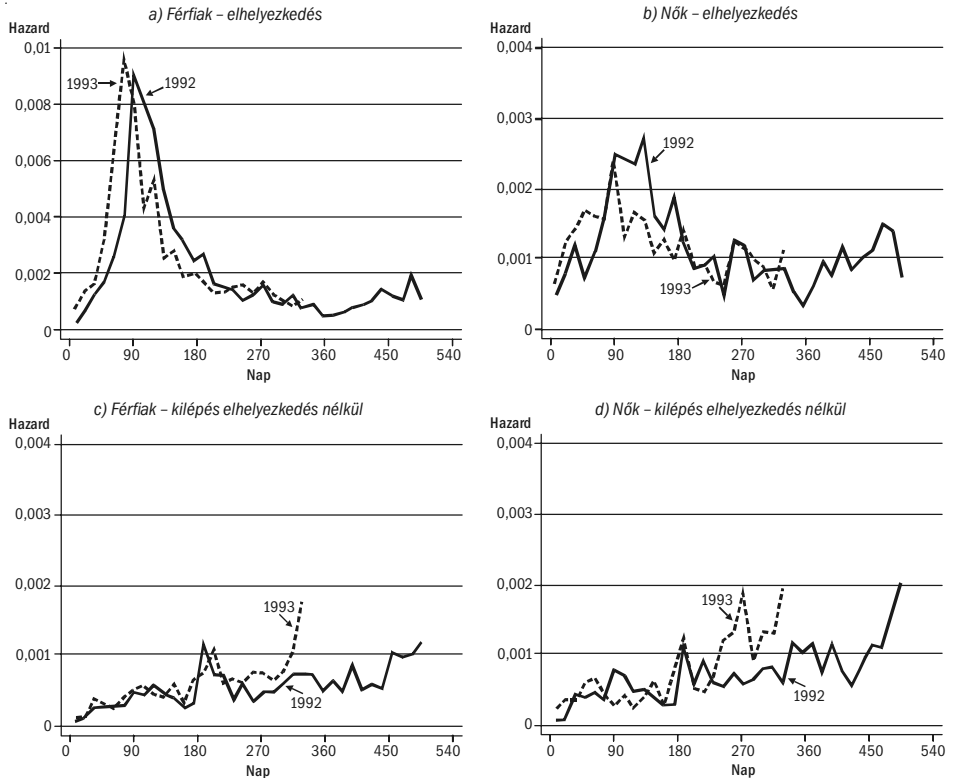 a) Férfiak – elhelyezkedés
Hazard
0,01
0,008
0,006
0,004
0,002
0
1993
1992
0 90 180 270 360 450 540
Nap
b) Nők – elhelyezkedés
Hazard
0,004
0,003
0,002
0,001
0
1992
1993
0 90 180 270 360 450 540
Nap
c) Férfiak – kilépés elhelyezkedés nélkül
Hazard
0,004
0,003
0,002
0,001
0
1993
1992
0 90 180 270 360 450 540
Nap
d) Nők – kilépés elhelyezkedés nélkül
Hazard
0,004
0,003
0,002
0,001
0
1993
1992
0 90 180 270 360 450 540
Nap